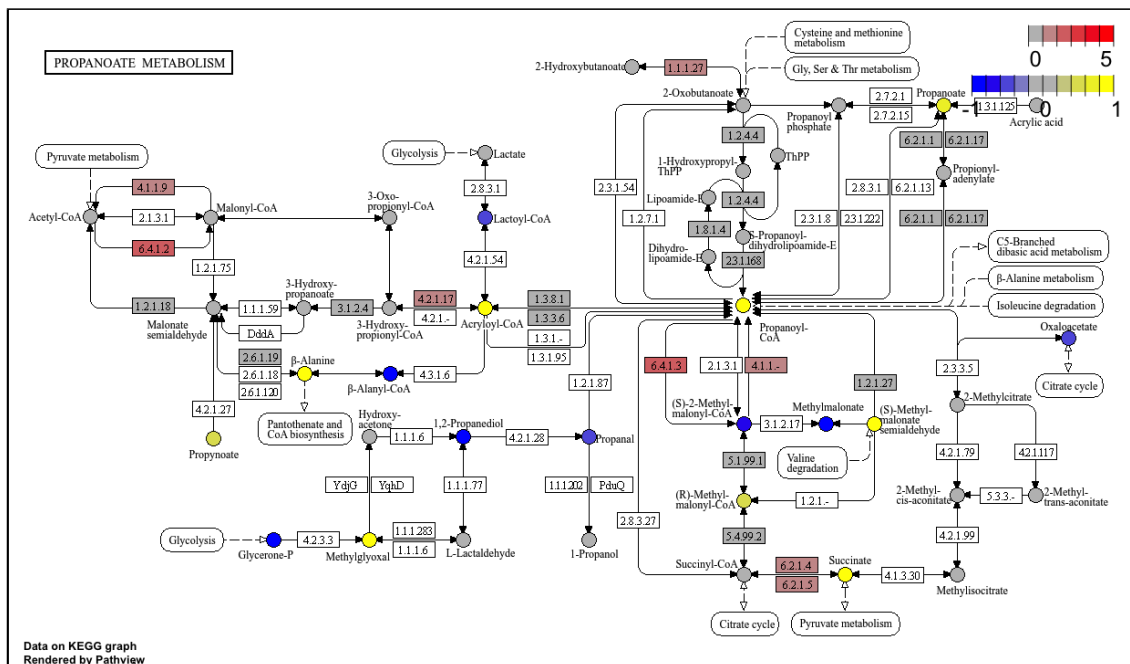 PROPANOATE METABOLISM
Cysteine and methionine
metabolism
Gly, Ser & Thr metabolism
0
5
-1
0
1
2-Hydroxybutanoate
1.1.1.27
2-Oxobutanoate
2.7.2.1
2.7.2.15
Propanoyl
phosphate
Propanoate
1.3.1.125
Acrylic acid
Pyruvate metabolism
Glycolysis
Lactate
1.2.4.4
ThPP
1-Hydroxypropyl-
ThPP
6.2.1.1
6.2.1.17
Propionyl-
adenylate
Acetyl-CoA
4.1.1.9
2.1.3.1
6.4.1.2
Malonyl-CoA
3-Oxo-
propionyl-CoA
2.8.3.1
Lactoyl-CoA
4.2.1.54
2.3.1.54
1.2.7.1
Lipoamide-E
1.2.4.4
1.8.1.4
S-Propanoyl-
dihydrolipoamide-E
Dihydro-
lipoamide-E
2.3.1.168
2.3.1.8
2.3.1.222
2.8.3.1
6.2.1.13
6.2.1.1
6.2.1.17
C5-Branched
dibasic acid metabolism
β-Alanine metabolism
Isoleucine degradation
1.2.1.75
1.2.1.18
Malonate
semialdehyde
1.1.1.59
DddA
3-Hydroxy-
propanoate
3.1.2.4
3-Hydroxy-
propionyl-CoA
4.2.1.17
4.2.1.-
Acryloyl-CoA
1.3.8.1
1.3.3.6
1.3.1.-
1.3.1.95
Propanoyl-
CoA
Oxaloacetate
Citrate cycle
2.6.1.19
2.6.1.18
2.6.1.120
β-Alanine
β-Alanyl-CoA
4.3.1.6
1.2.1.87
6.4.1.3
2.1.3.1
4.1.1.-
1.2.1.27
2.3.3.5
4.2.1.27
Propynoate
Pantothenate and
CoA biosynthesis
Hydroxy-
acetone
1.1.1.6
1,2-Propanediol
4.2.1.28
Propanal
(S)-2-Methyl-
malonyl-CoA
3.1.2.17
Methylmalonate
(S)-Methyl-
malonate
semialdehyde
2-Methylcitrate
Valine
degradation
5.1.99.1
4.2.1.79
4.2.1.117
YdjG
YqhD
1.1.1.77
1.1.1.202
PduQ
2.8.3.27
(R)-Methyl-
malonyl-CoA
1.2.1.-
2-Methyl-
cis-aconitate
5.3.3.-
2-Methyl-
trans-aconitate
Glycolysis
Glycerone-P
4.2.3.3
Methylglyoxal
1.1.1.283
1.1.1.6
L-Lactaldehyde
1-Propanol
5.4.99.2
4.2.1.99
Succinyl-CoA
6.2.1.4
6.2.1.5
Succinate
4.1.3.30
Methylisocitrate
Citrate cycle
Pyruvate metabolism
Data on KEGG graph
Rendered by Pathview